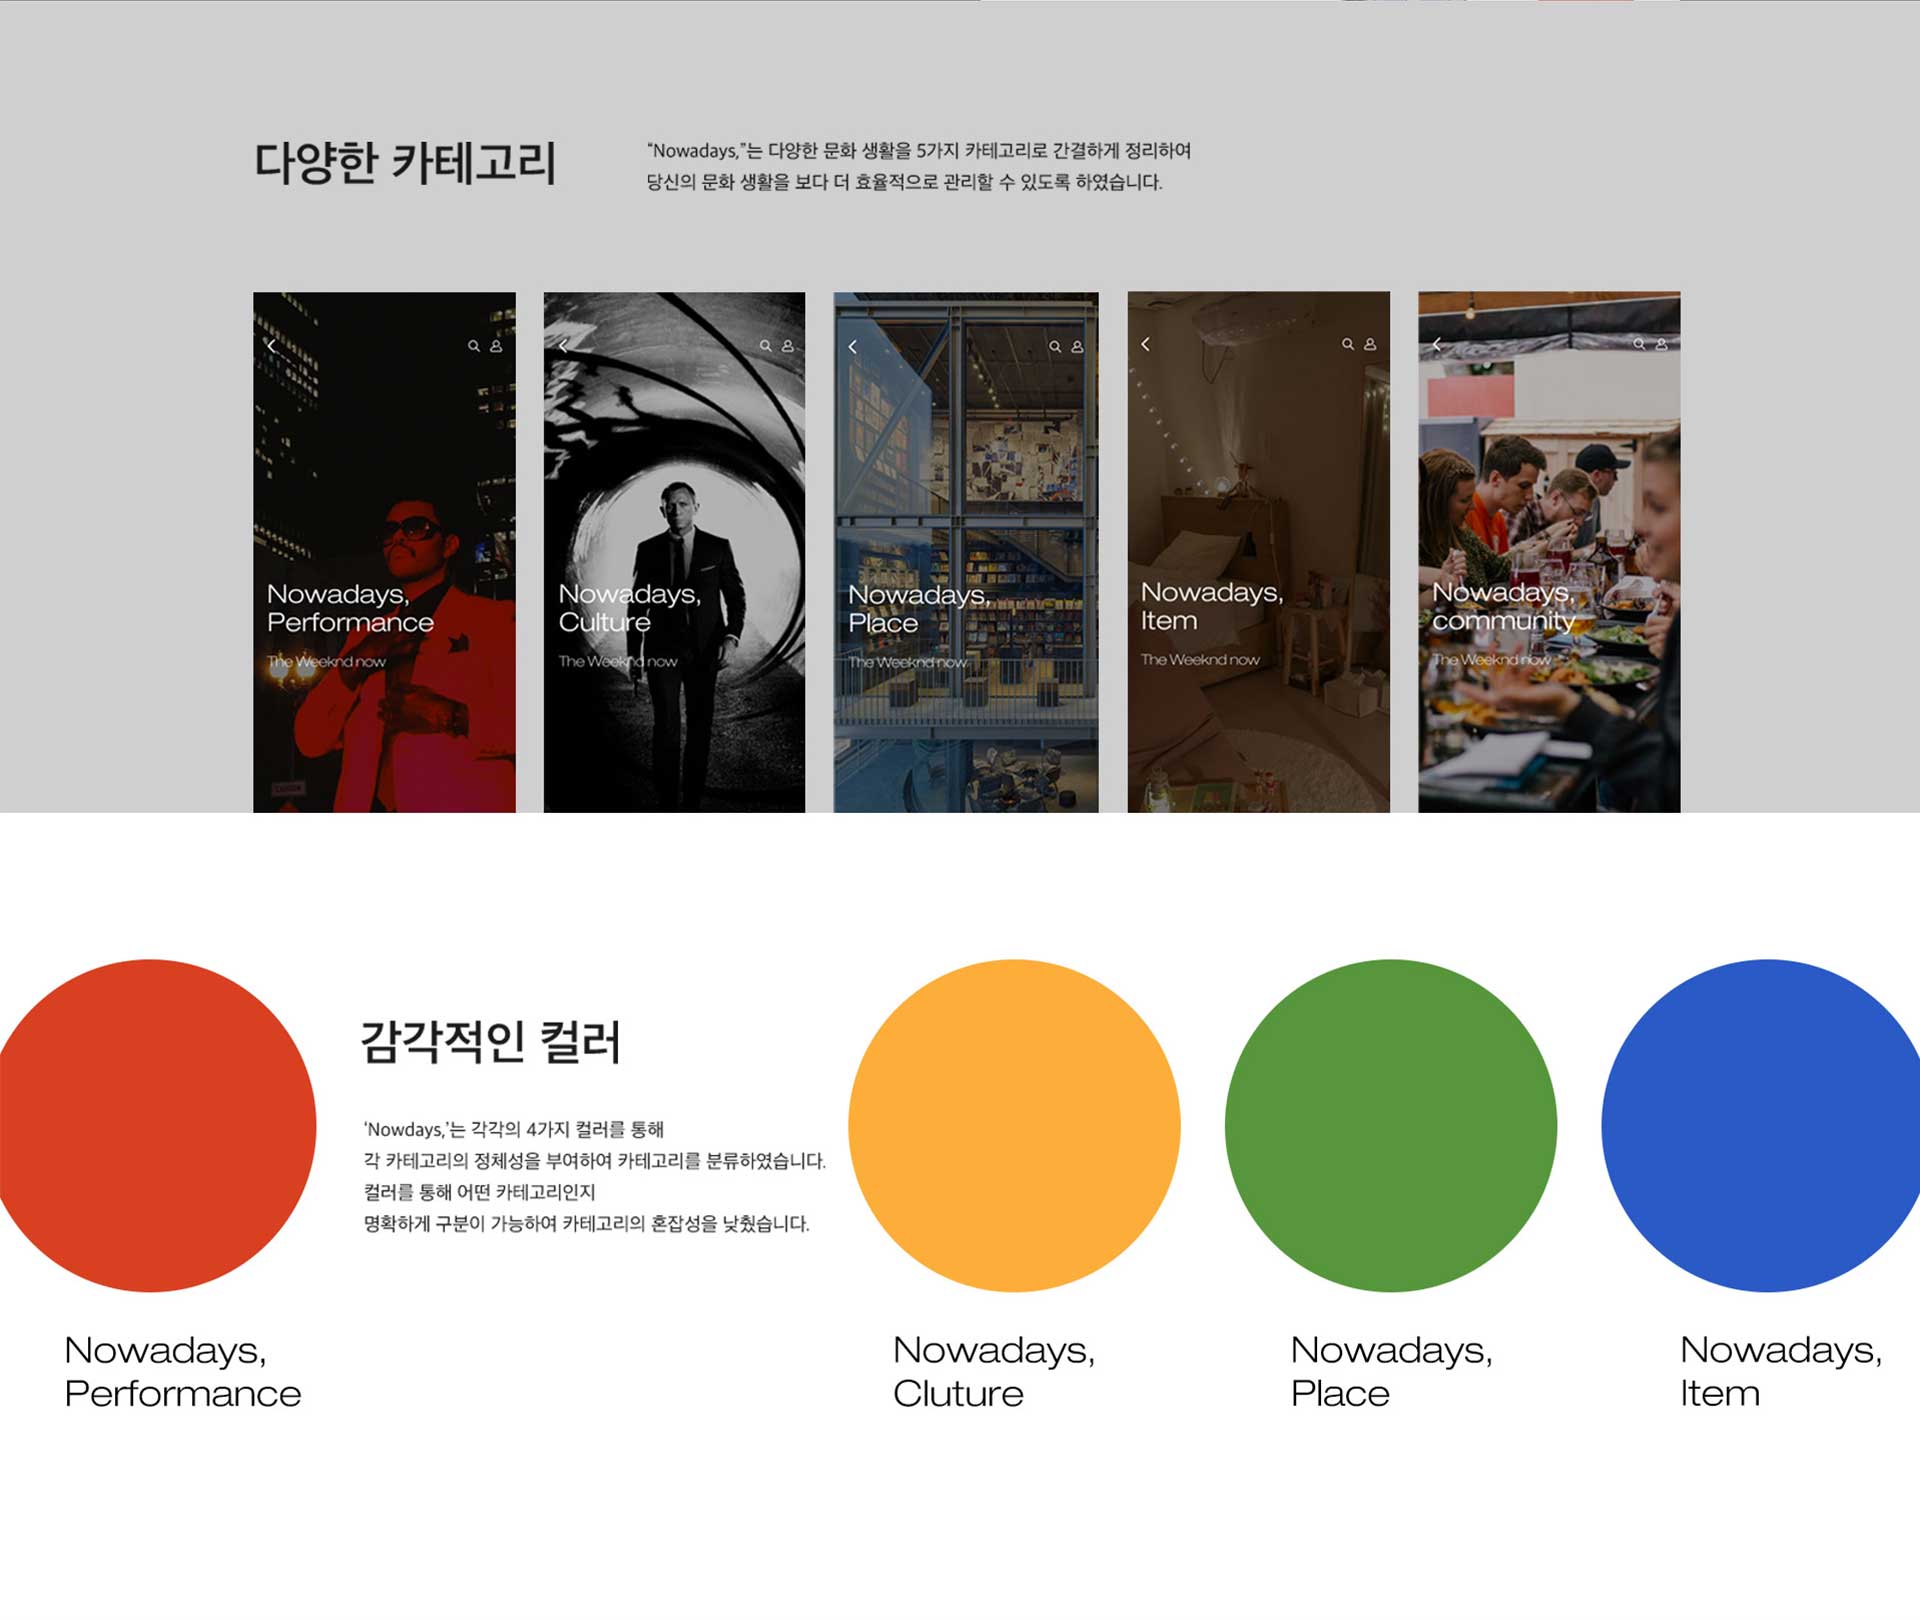 다양한 카테고리
“Nowadays,”는 다양한 문화 생활을 5가지 카테고리로 간결하게 정리하여
당신의 문화 생활을 보다 더 효율적으로 관리할 수 있도록 하였습니다.
Nowadays,
Performance
The Weeknd now
Nowadays,
Culture
The Weeknd now
Nowadays,
Place
The Weeknd now
Nowadays,
Item
The Weeknd now
Nowadays,
community
The Weeknd now
감각적인 컬러
‘Nowdays,’는 각각의 4가지 컬러를 통해
각 카테고리의 정체성을 부여하여 카테고리를 분류하였습니다.
컬러를 통해 어떤 카테고리인지
명확하게 구분이 가능하여 카테고리의 혼잡성을 낮췄습니다.
Nowadays,
Performance
Nowadays,
Cluture
Nowadays,
Place
Nowadays,
Item